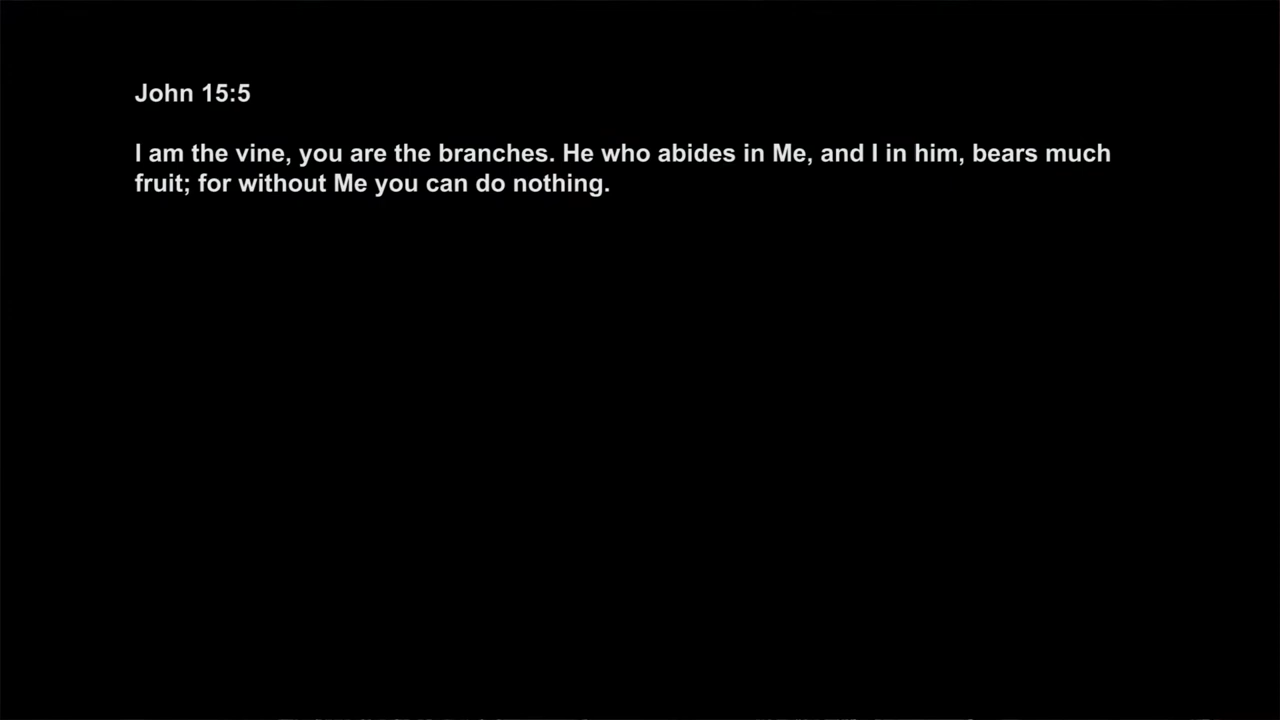 John 15:5
I am the vine, you are the branches. He who abides in Me, and I in him, bears much
fruit; for without Me you can do nothing.